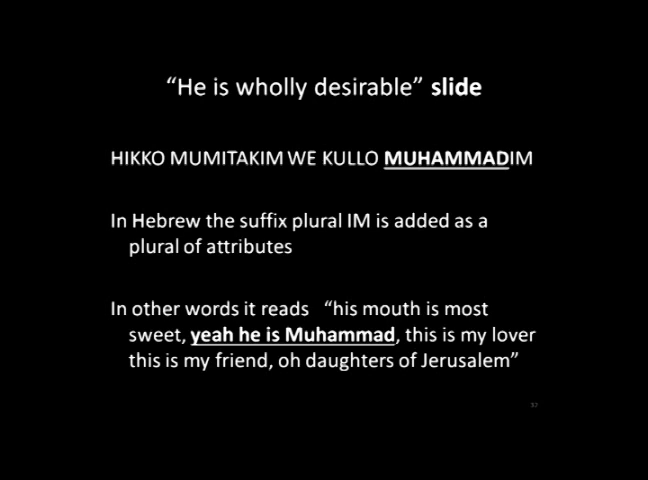 “He is wholly desirable” slide
HIKKO MUMITAKIM WE KULLO MUHAMMADIM
In Hebrew the suffix plural IM is added as a
plural of attributes
In other words it reads “his mouth is most
sweet, yeah he is Muhammad, this is my lover
this is my friend, oh daughters of Jerusalem”